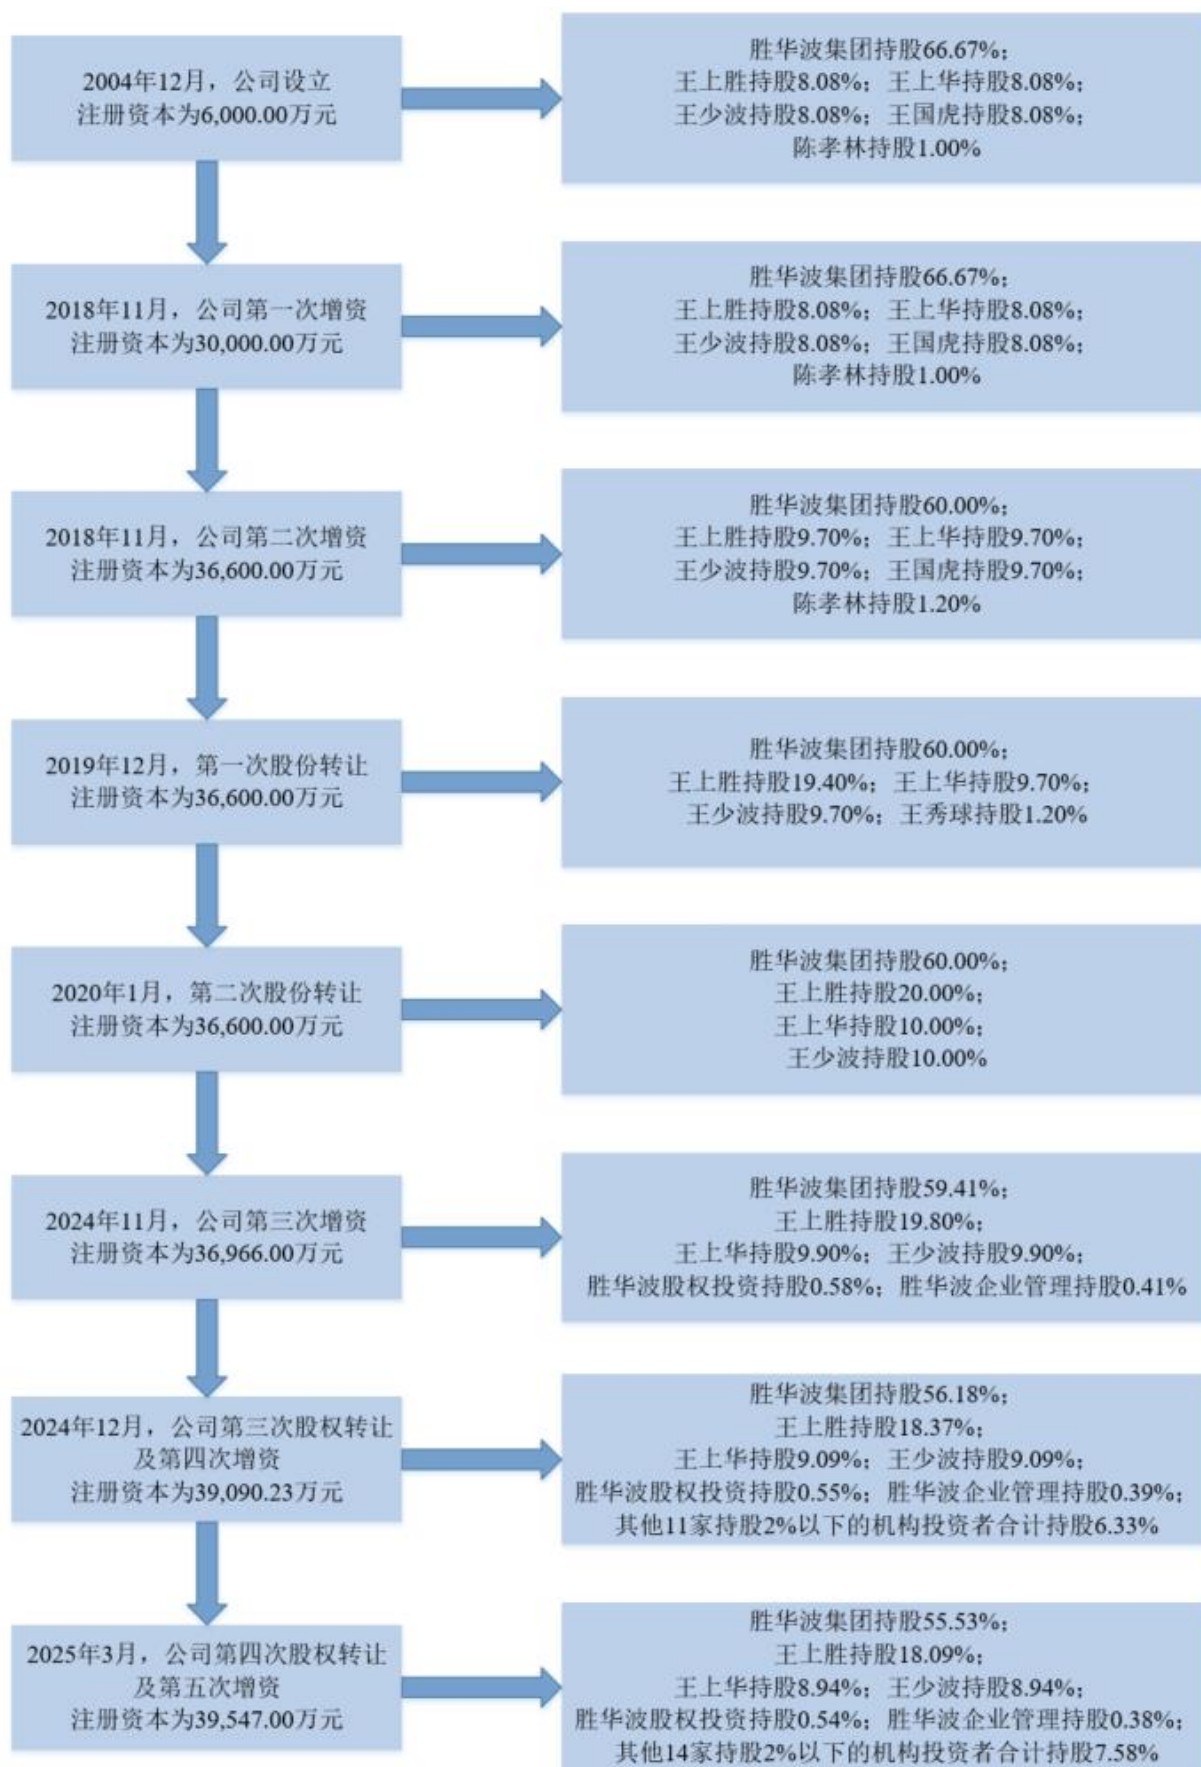 2004年12月，公司设立
注册资本为6,000.00万元
胜华波集团持股66.67%；
王上胜持股8.08%；王上华持股8.08%；
王少波持股8.08%；王国虎持股8.08%；
陈孝林持股1.00%
2018年11月，公司第一次增资
注册资本为30,000.00万元
胜华波集团持股66.67%；
王上胜持股8.08%；王上华持股8.08%；
王少波持股8.08%；王国虎持股8.08%；
陈孝林持股1.00%
2018年11月，公司第二次增资
注册资本为36,600.00万元
胜华波集团持股60.00%；
王上胜持股9.70%；王上华持股9.70%；
王少波持股9.70%；王国虎持股9.70%；
陈孝林持股1.20%
2019年12月，第一次股份转让
注册资本为36,600.00万元
胜华波集团持股60.00%；
王上胜持股19.40%；王上华持股9.70%；
王少波持股9.70%；王秀球持股1.20%
2020年1月，第二次股份转让
注册资本为36,600.00万元
胜华波集团持股60.00%；
王上胜持股20.00%；
王上华持股10.00%；
王少波持股10.00%
2024年11月，公司第三次增资
注册资本为36,966.00万元
胜华波集团持股59.41%；
王上胜持股19.80%；
王上华持股9.90%；王少波持股9.90%；
胜华波股权投资持股0.58%；胜华波企业管理持股0.41%
2024年12月，公司第三次股权转让
及第四次增资
注册资本为39,090.23万元
胜华波集团持股56.18%；
王上胜持股18.37%；
王上华持股9.09%；王少波持股9.09%；
胜华波股权投资持股0.55%；胜华波企业管理持股0.39%；
其他11家持股2%以下的机构投资者合计持股6.33%
2025年3月，公司第四次股权转让
及第五次增资
注册资本为39,547.00万元
胜华波集团持股55.53%；
王上胜持股18.09%；
王上华持股8.94%；王少波持股8.94%；
胜华波股权投资持股0.54%；胜华波企业管理持股0.38%；
其他14家持股2%以下的机构投资者合计持股7.58%